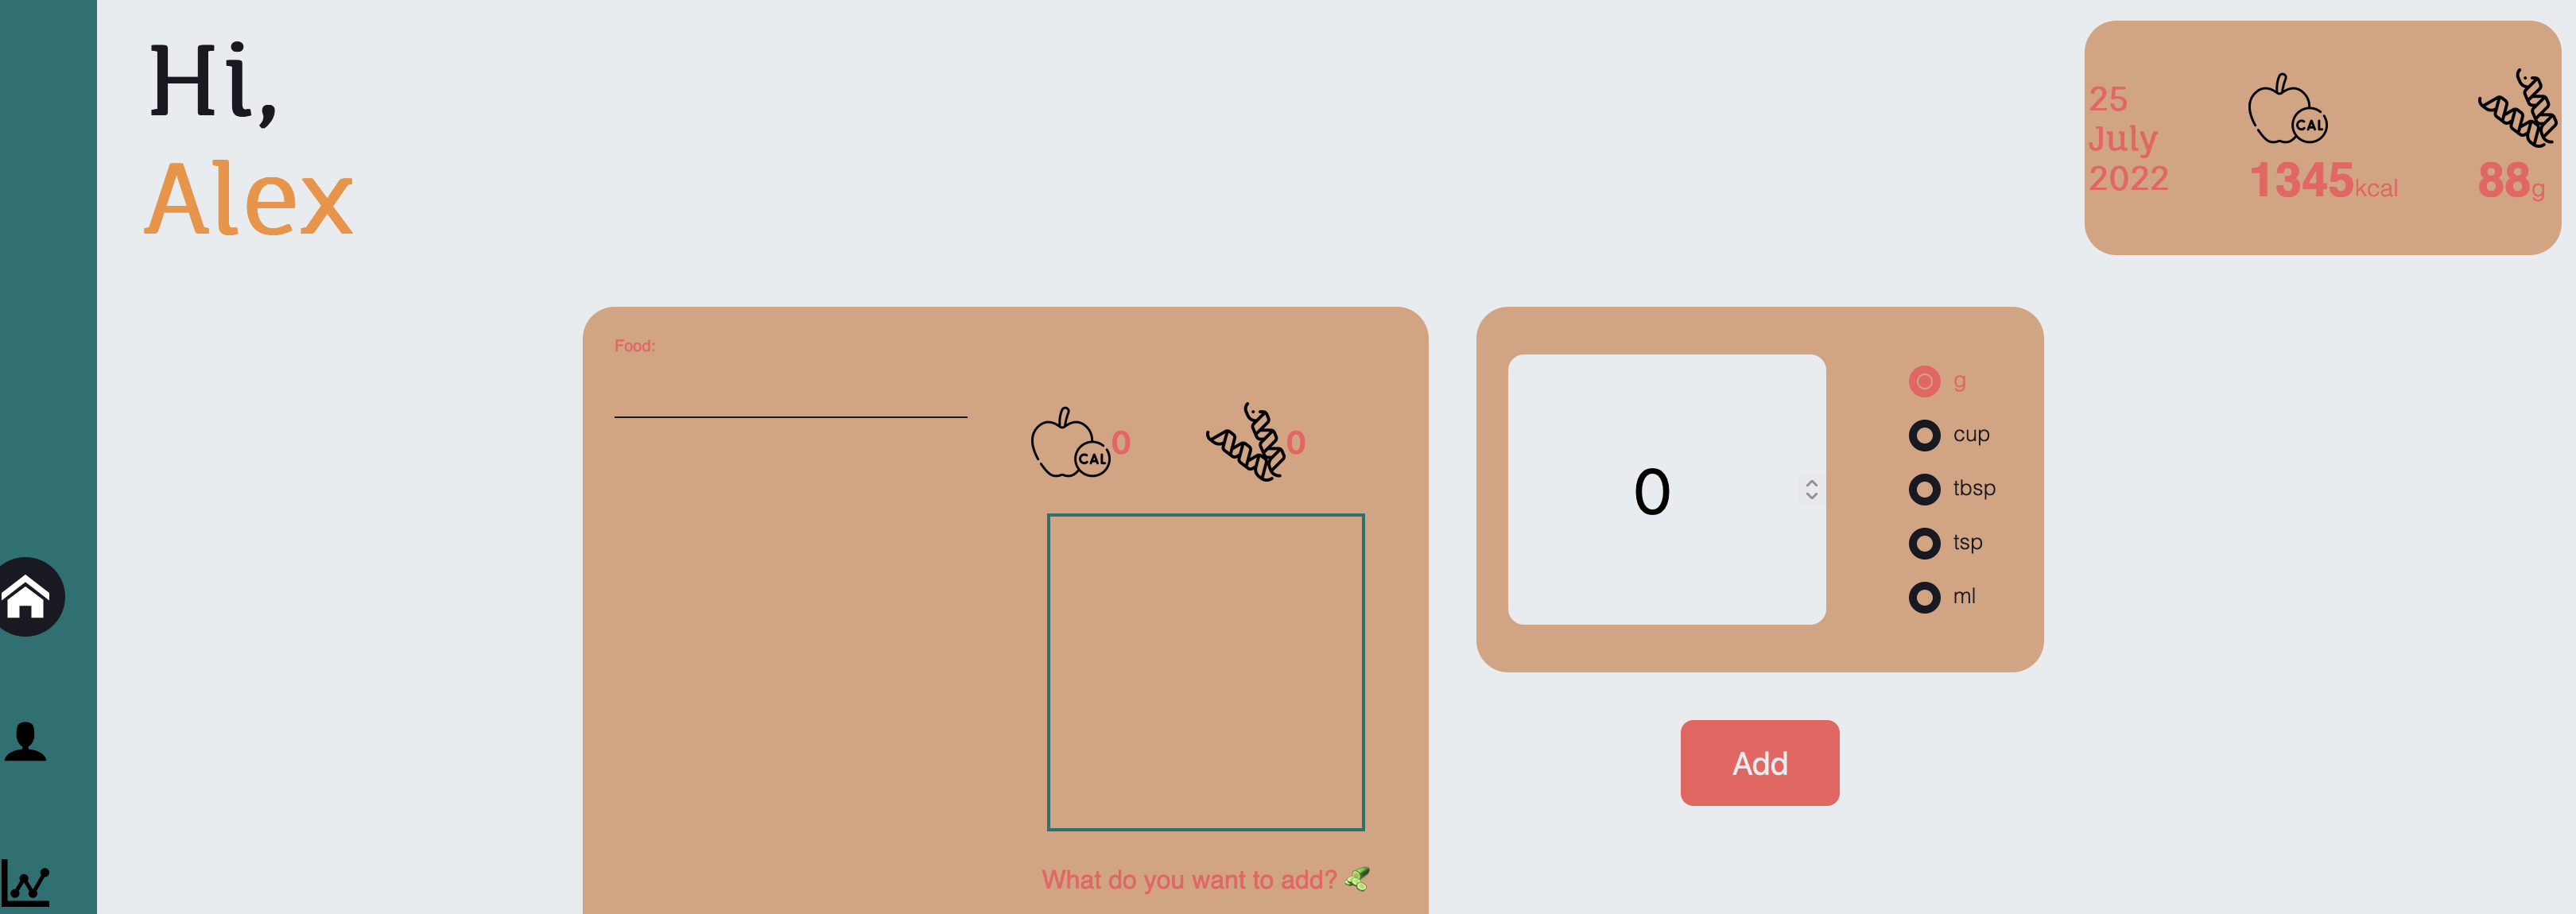 Hi,
Alex
25
July
2022
CAL
1345kcal
88g
Food:
CAL
0
0
What do you want to add?
0
g
cup
tbsp
tsp
ml
Add